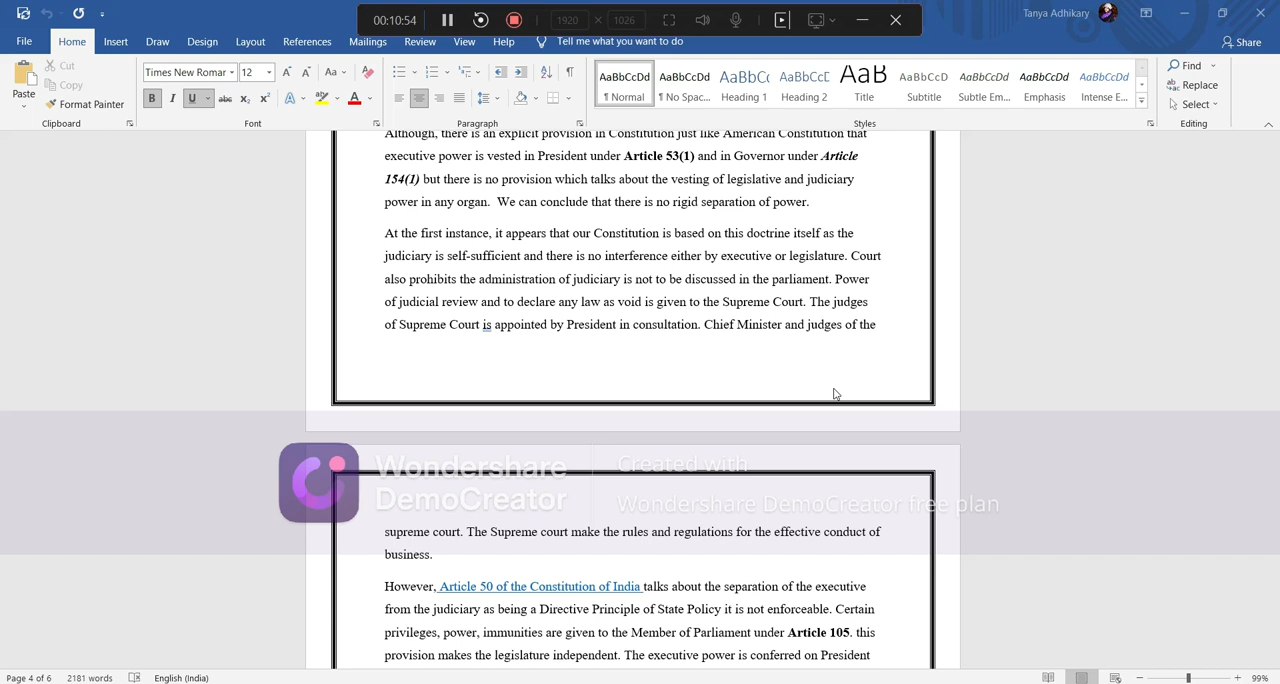 00:10:54
1920 × 1026
Tanya Adhikary
File Home Insert Draw Design Layout References Mailings Review View Help Tell me what you want to do
Share
Cut
Copy
Paste
Format Painter
Times New Roman 12
Aa
B I U abc X₂ X²
AaBbCcDd AaBbCcDd AaBbCc AaBbCcE AaB AaBbCcD AaBbCcDd AaBbCcDd AaBbCcDd
¶ Normal ¶ No Spac... Heading 1 Heading 2 Title Subtitle Subtle Em... Emphasis Intense E...
Find
Replace
Select
Clipboard Font Paragraph Styles Editing
Although, there is an explicit provision in Constitution just like American Constitution that
executive power is vested in President under Article 53(1) and in Governor under Article
154(1) but there is no provision which talks about the vesting of legislative and judiciary
power in any organ. We can conclude that there is no rigid separation of power.
At the first instance, it appears that our Constitution is based on this doctrine itself as the
judiciary is self-sufficient and there is no interference either by executive or legislature. Court
also prohibits the administration of judiciary is not to be discussed in the parliament. Power
of judicial review and to declare any law as void is given to the Supreme Court. The judges
of Supreme Court is appointed by President in consultation. Chief Minister and judges of the
Wondershare
DemoCreator
Created with
Wondershare DemoCreator free plan
supreme court. The Supreme court make the rules and regulations for the effective conduct of
business.
However, Article 50 of the Constitution of India talks about the separation of the executive
from the judiciary as being a Directive Principle of State Policy it is not enforceable. Certain
privileges, power, immunities are given to the Member of Parliament under Article 105. this
provision makes the legislature independent. The executive power is conferred on President
Page 4 of 6 2181 words English (India) 99%